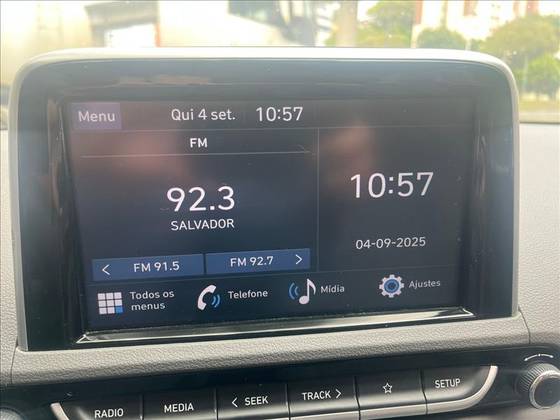 Menu Qui 4 set. 10:57
FM
92.3
SALVADOR
10:57
04-09-2025
< FM 91.5 FM 92.7 >
Todos os
menus
Telefone
Mídia
Ajustes
RADIO MEDIA < SEEK TRACK > SETUP